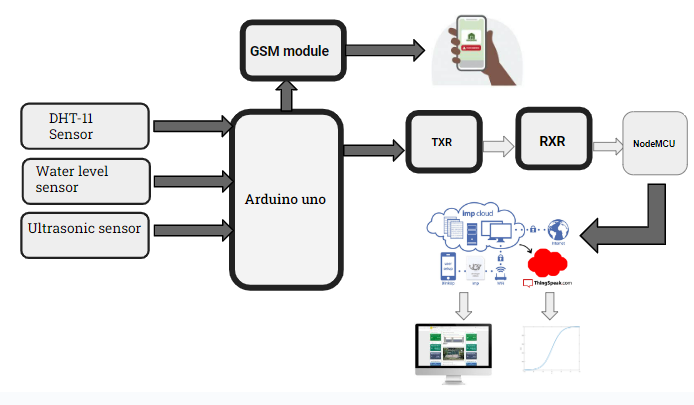 GSM module
DHT-11
Sensor
Water level
sensor
Ultrasonic sensor
Arduino uno
TXR
RXR
NodeMCU
Imp cloud
Internet
ThingSpeak.com